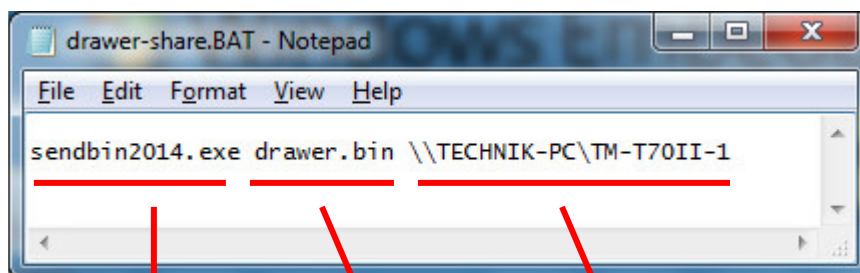 drawer-share.BAT - Notepad
File Edit Format View Help
sendbin2014.exe drawer.bin \\TECHNIK-PC\TM-T70II-1